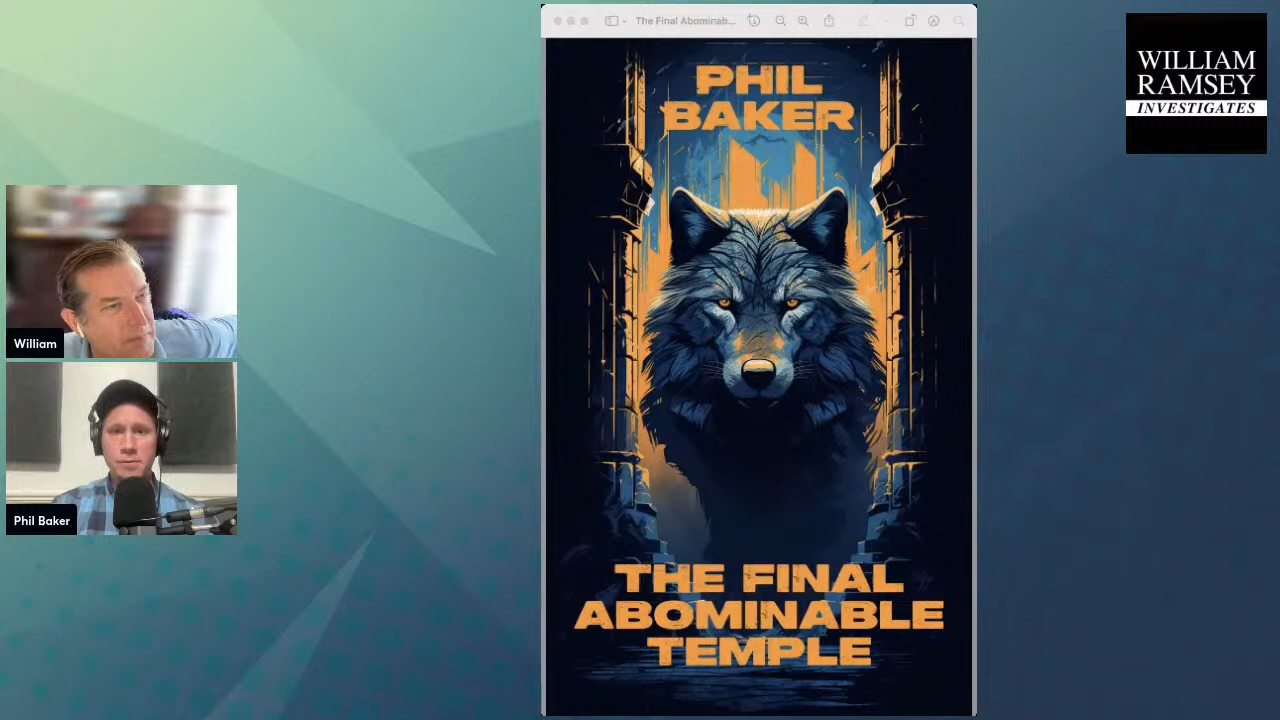 The Final Abominab...
PHIL
BAKER
THE FINAL
ABOMINABLE
TEMPLE
WILLIAM
RAMSEY
INVESTIGATES
William
Phil Baker